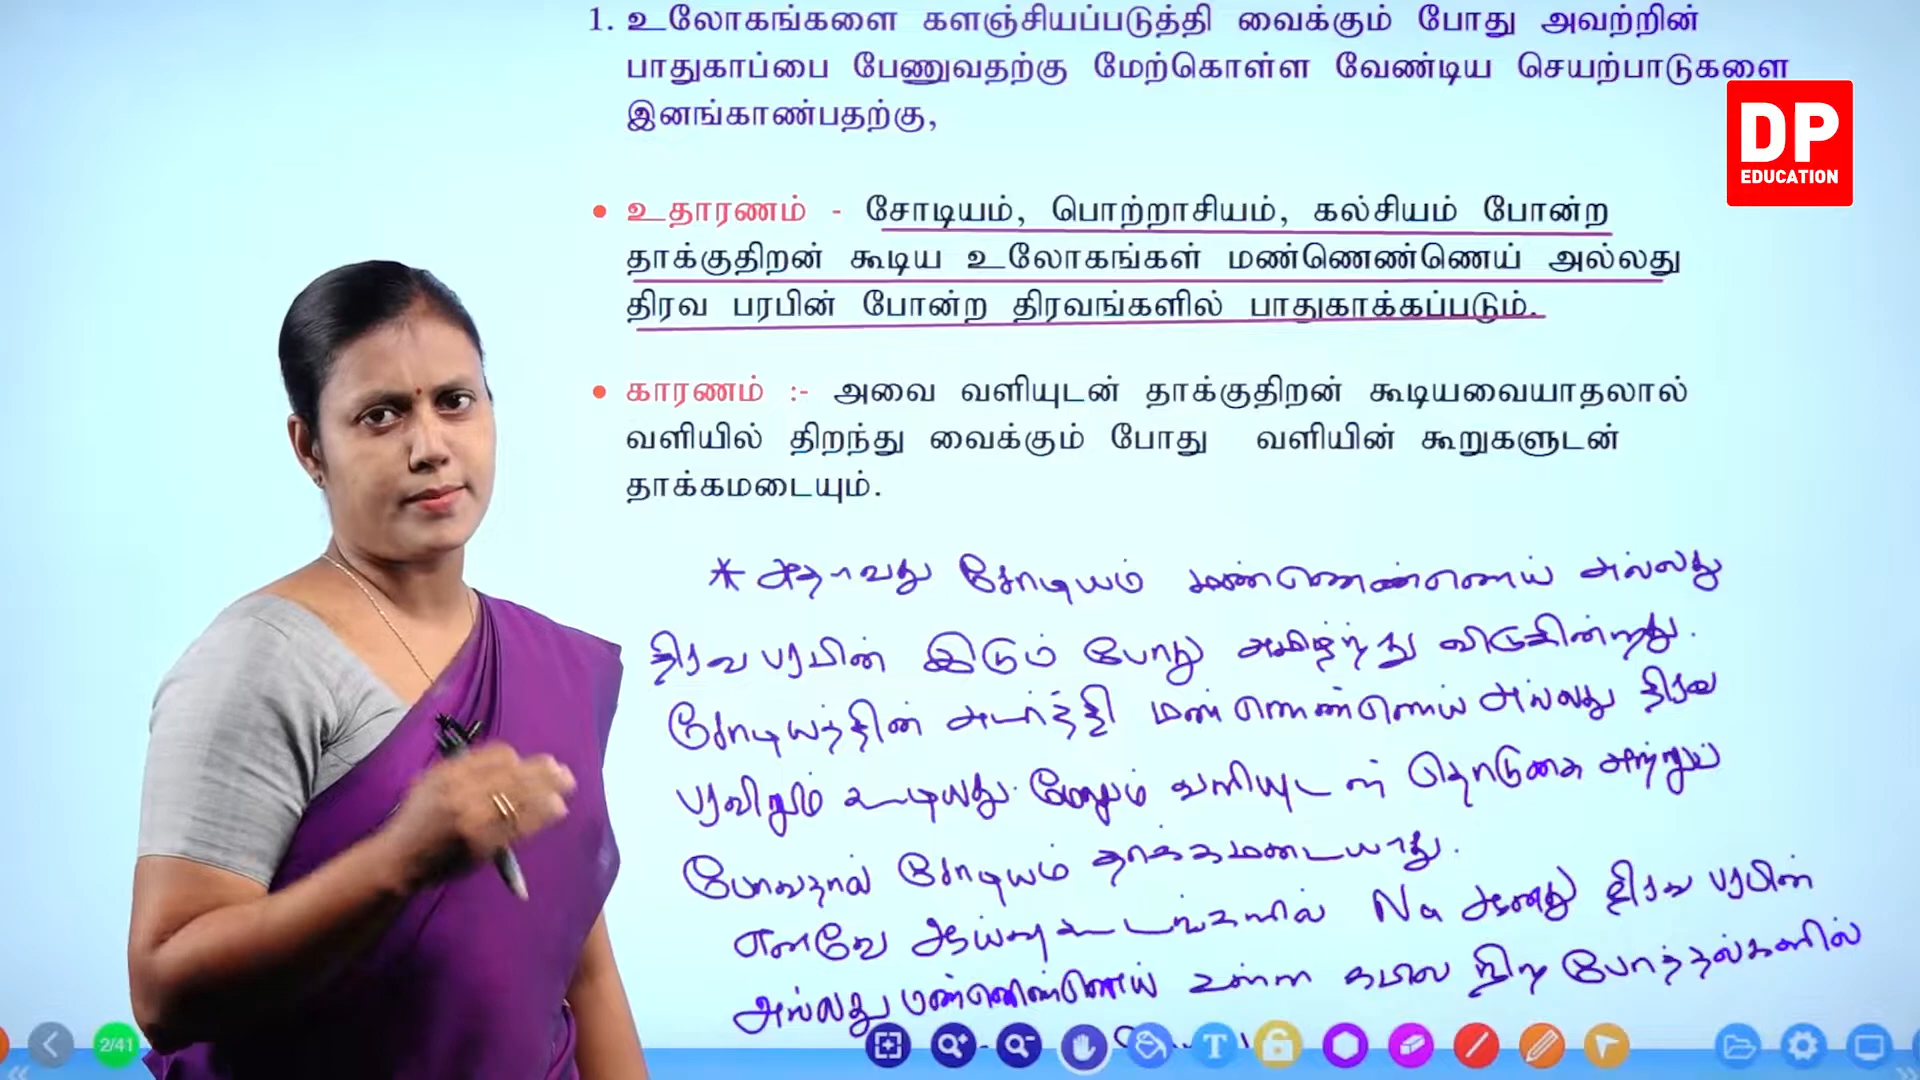 1. உலோகங்களை களஞ்சியப்படுத்தி வைக்கும் போது அவற்றின்
பாதுகாப்பை பேணுவதற்கு மேற்கொள்ள வேண்டிய செயற்பாடுகளை
இனங்காண்பதற்கு,
DP
EDUCATION
• உதாரணம் - சோடியம், பொற்றாசியம், கல்சியம் போன்ற
தாக்குதிறன் கூடிய உலோகங்கள் மண்ணெண்ணெய் அல்லது
திரவ பரபின் போன்ற திரவங்களில் பாதுகாக்கப்படும்.
• காரணம் :- அவை வளியுடன் தாக்குதிறன் கூடியவையாதலால்
வளியில் திறந்து வைக்கும் போது வளியின் கூறுகளுடன்
தாக்கமடையும்.
* அதாவது சோடியம் மண்ணெண்ணெய் அல்லது
திரவ பரபின் இடும் போது அமிழ்ந்து விடுகின்றது.
சோடியத்தின் அடர்த்தி மண்ணெண்ணெய் அல்லது திரவ
கூடியது. மேலும் வளியுடன் தொடுகை அற்றுப்
போவதால் சோடியம் தாக்கமடையாது.
எனவே ஆய்வுகூடங்களில் Na ஆனது திரவ பரபின்
அல்லது மண்ணெண்ணெய் உள்ள கபில நிற போத்தல்களில்
2/41
T